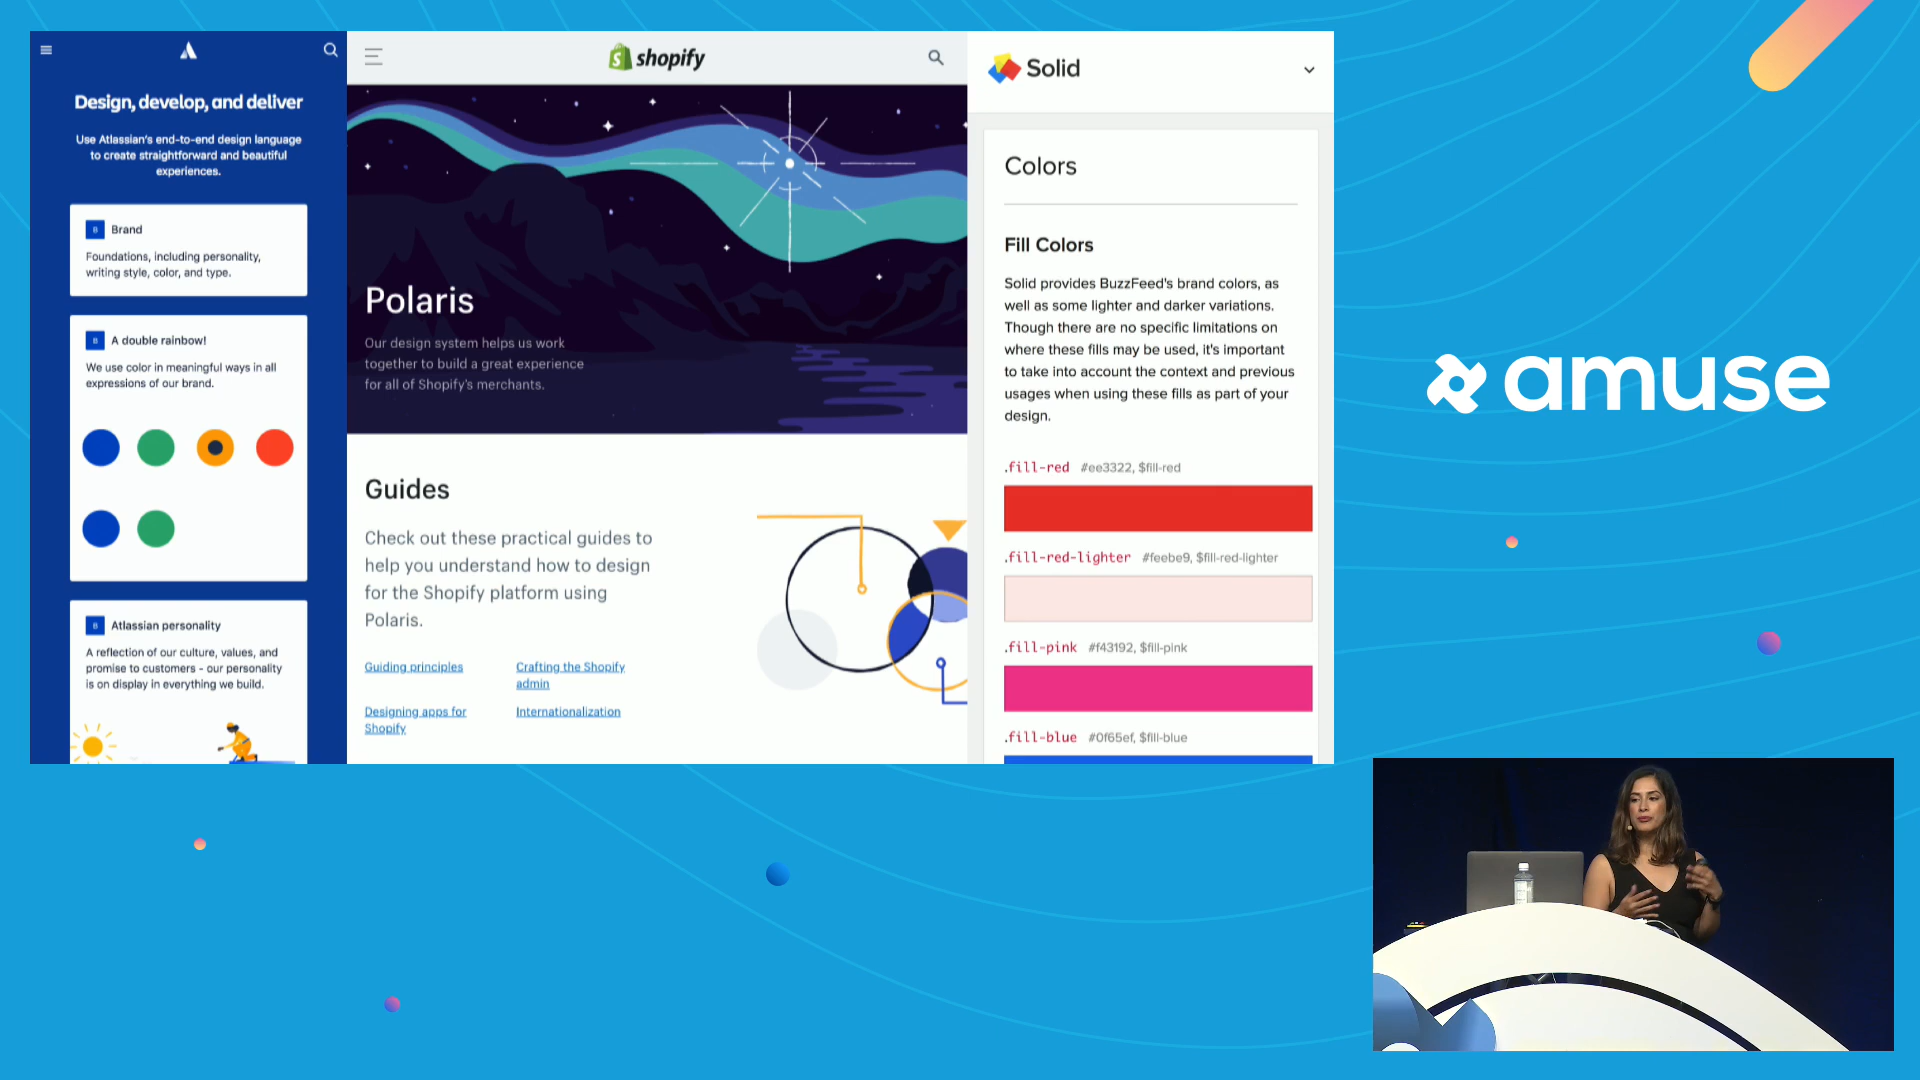 Design, develop, and deliver
Use Atlassian's end-to-end design language
to create straightforward and beautiful
experiences.
B Brand
Foundations, including personality,
writing style, color, and type.
B A double rainbow!
We use color in meaningful ways in all
expressions of our brand.
B Atlassian personality
A reflection of our culture, values, and
promise to customers - our personality
is on display in everything we build.
shopify
Polaris
Our design system helps us work
together to build a great experience
for all of Shopify's merchants.
Guides
Check out these practical guides to
help you understand how to design
for the Shopify platform using
Polaris.
Guiding principles
Crafting the Shopify
admin
Designing apps for
Shopify
Internationalization
Solid
Colors
Fill Colors
Solid provides BuzzFeed's brand colors, as
well as some lighter and darker variations.
Though there are no specific limitations on
where these fills may be used, it's important
to take into account the context and previous
usages when using these fills as part of your
design.
.fill-red #ee3322, $fill-red
.fill-red-lighter #feebe9, $fill-red-lighter
.fill-pink #f43192, $fill-pink
.fill-blue #0f65ef, $fill-blue
amuse